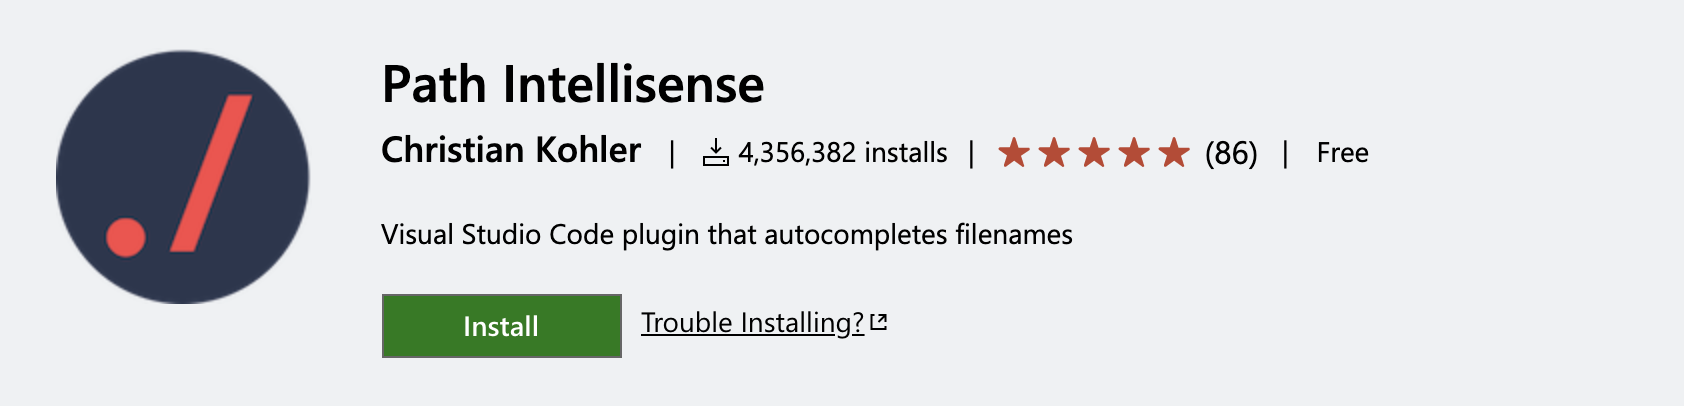 Path Intellisense
Christian Kohler | 4,356,382 installs | ★★★★★ (86) | Free
Visual Studio Code plugin that autocompletes filenames
Install Trouble Installing?